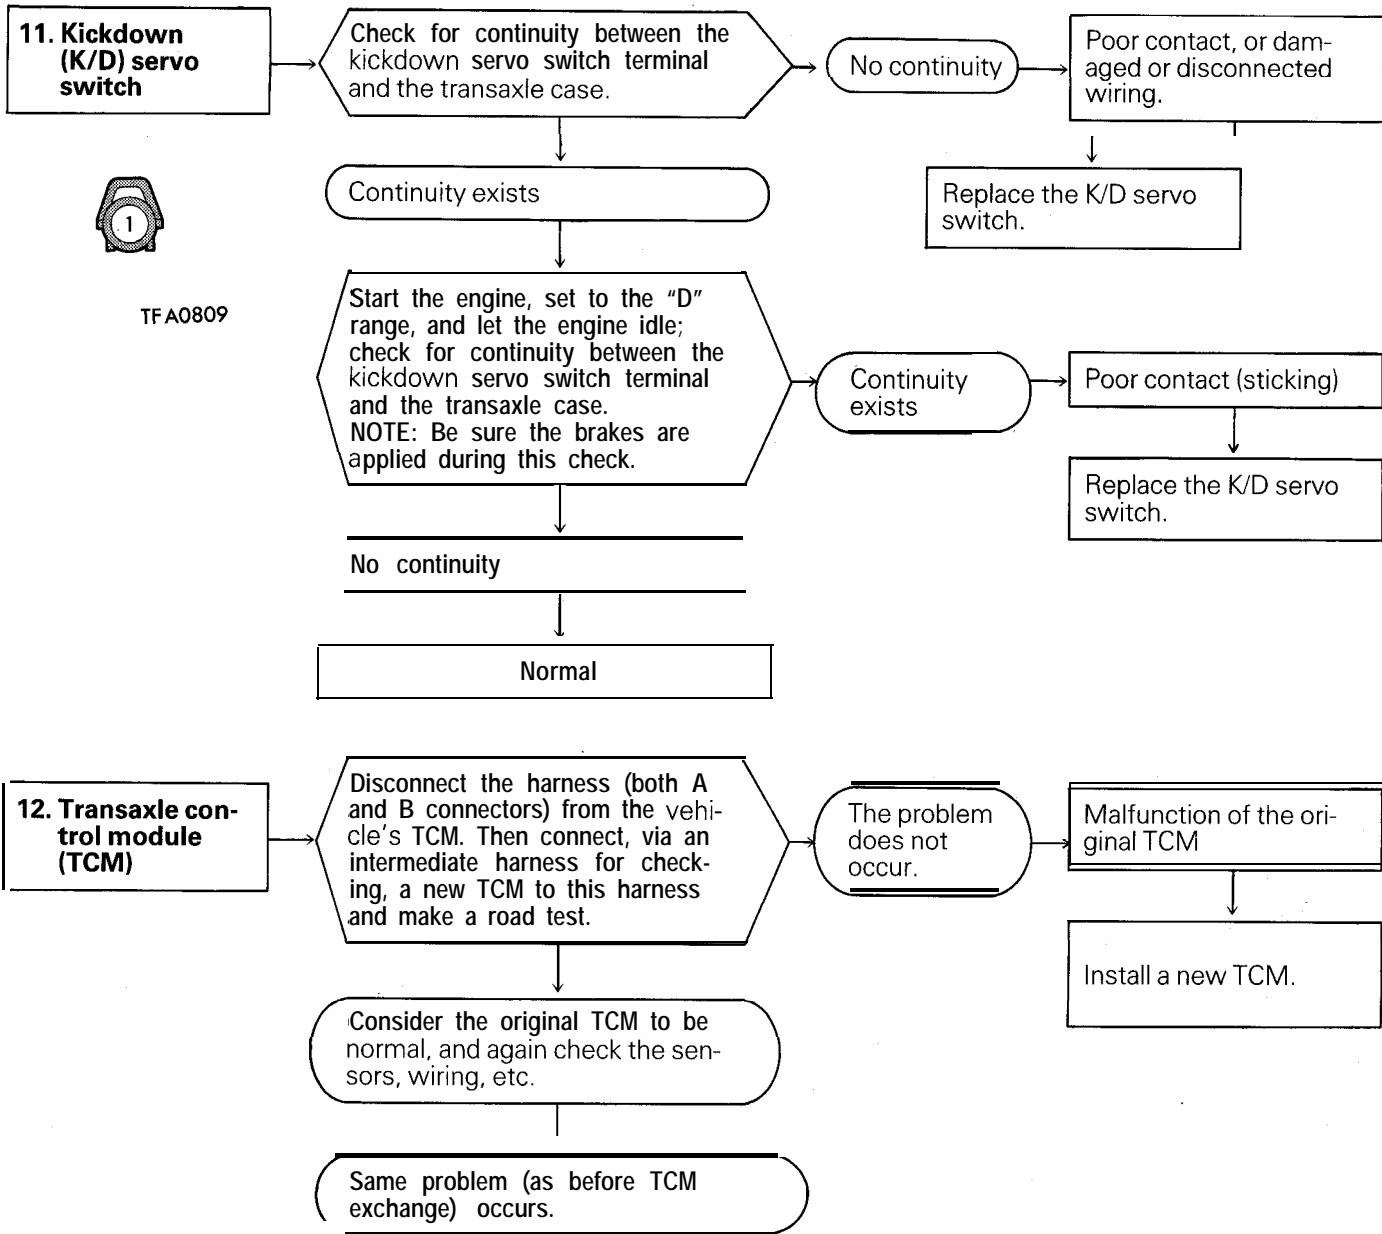 11. Kickdown
(K/D) servo
switch
Check for continuity between the
kickdown servo switch terminal
and the transaxle case.
No continuity
Poor contact, or dam-
aged or disconnected
wiring.
Replace the K/D servo
switch.
Continuity exists
1
TFA0809
Start the engine, set to the “D”
range, and let the engine idle;
check for continuity between the
kickdown servo switch terminal
and the transaxle case.
NOTE: Be sure the brakes are
applied during this check.
Continuity
exists
Poor contact (sticking)
Replace the K/D servo
switch.
No continuity
Normal
12. Transaxle con-
trol module
(TCM)
Disconnect the harness (both A
and B connectors) from the vehi-
cle's TCM. Then connect, via an
intermediate harness for check-
ing, a new TCM to this harness
and make a road test.
The problem
does not
occur.
Malfunction of the ori-
ginal TCM
Install a new TCM.
Consider the original TCM to be
normal, and again check the sen-
sors, wiring, etc.
Same problem (as before TCM
exchange) occurs.